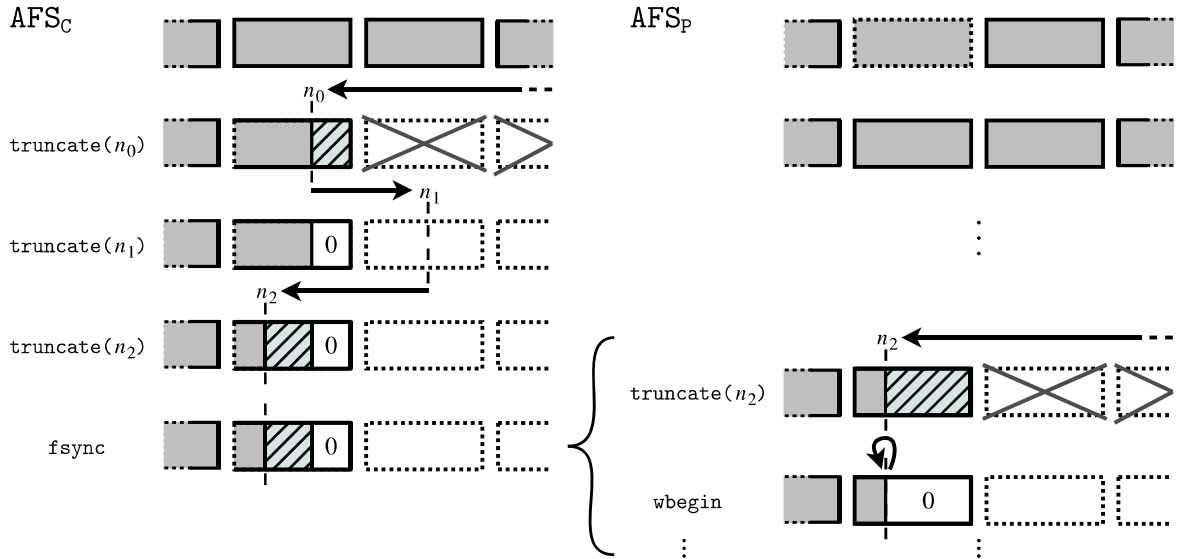 AFS_C AFS_P
n_0
truncate(n_0)
n_1
truncate(n_1) 0
n_2
truncate(n_2) 0
n_2
truncate(n_2)
fsync 0
wbegin 0